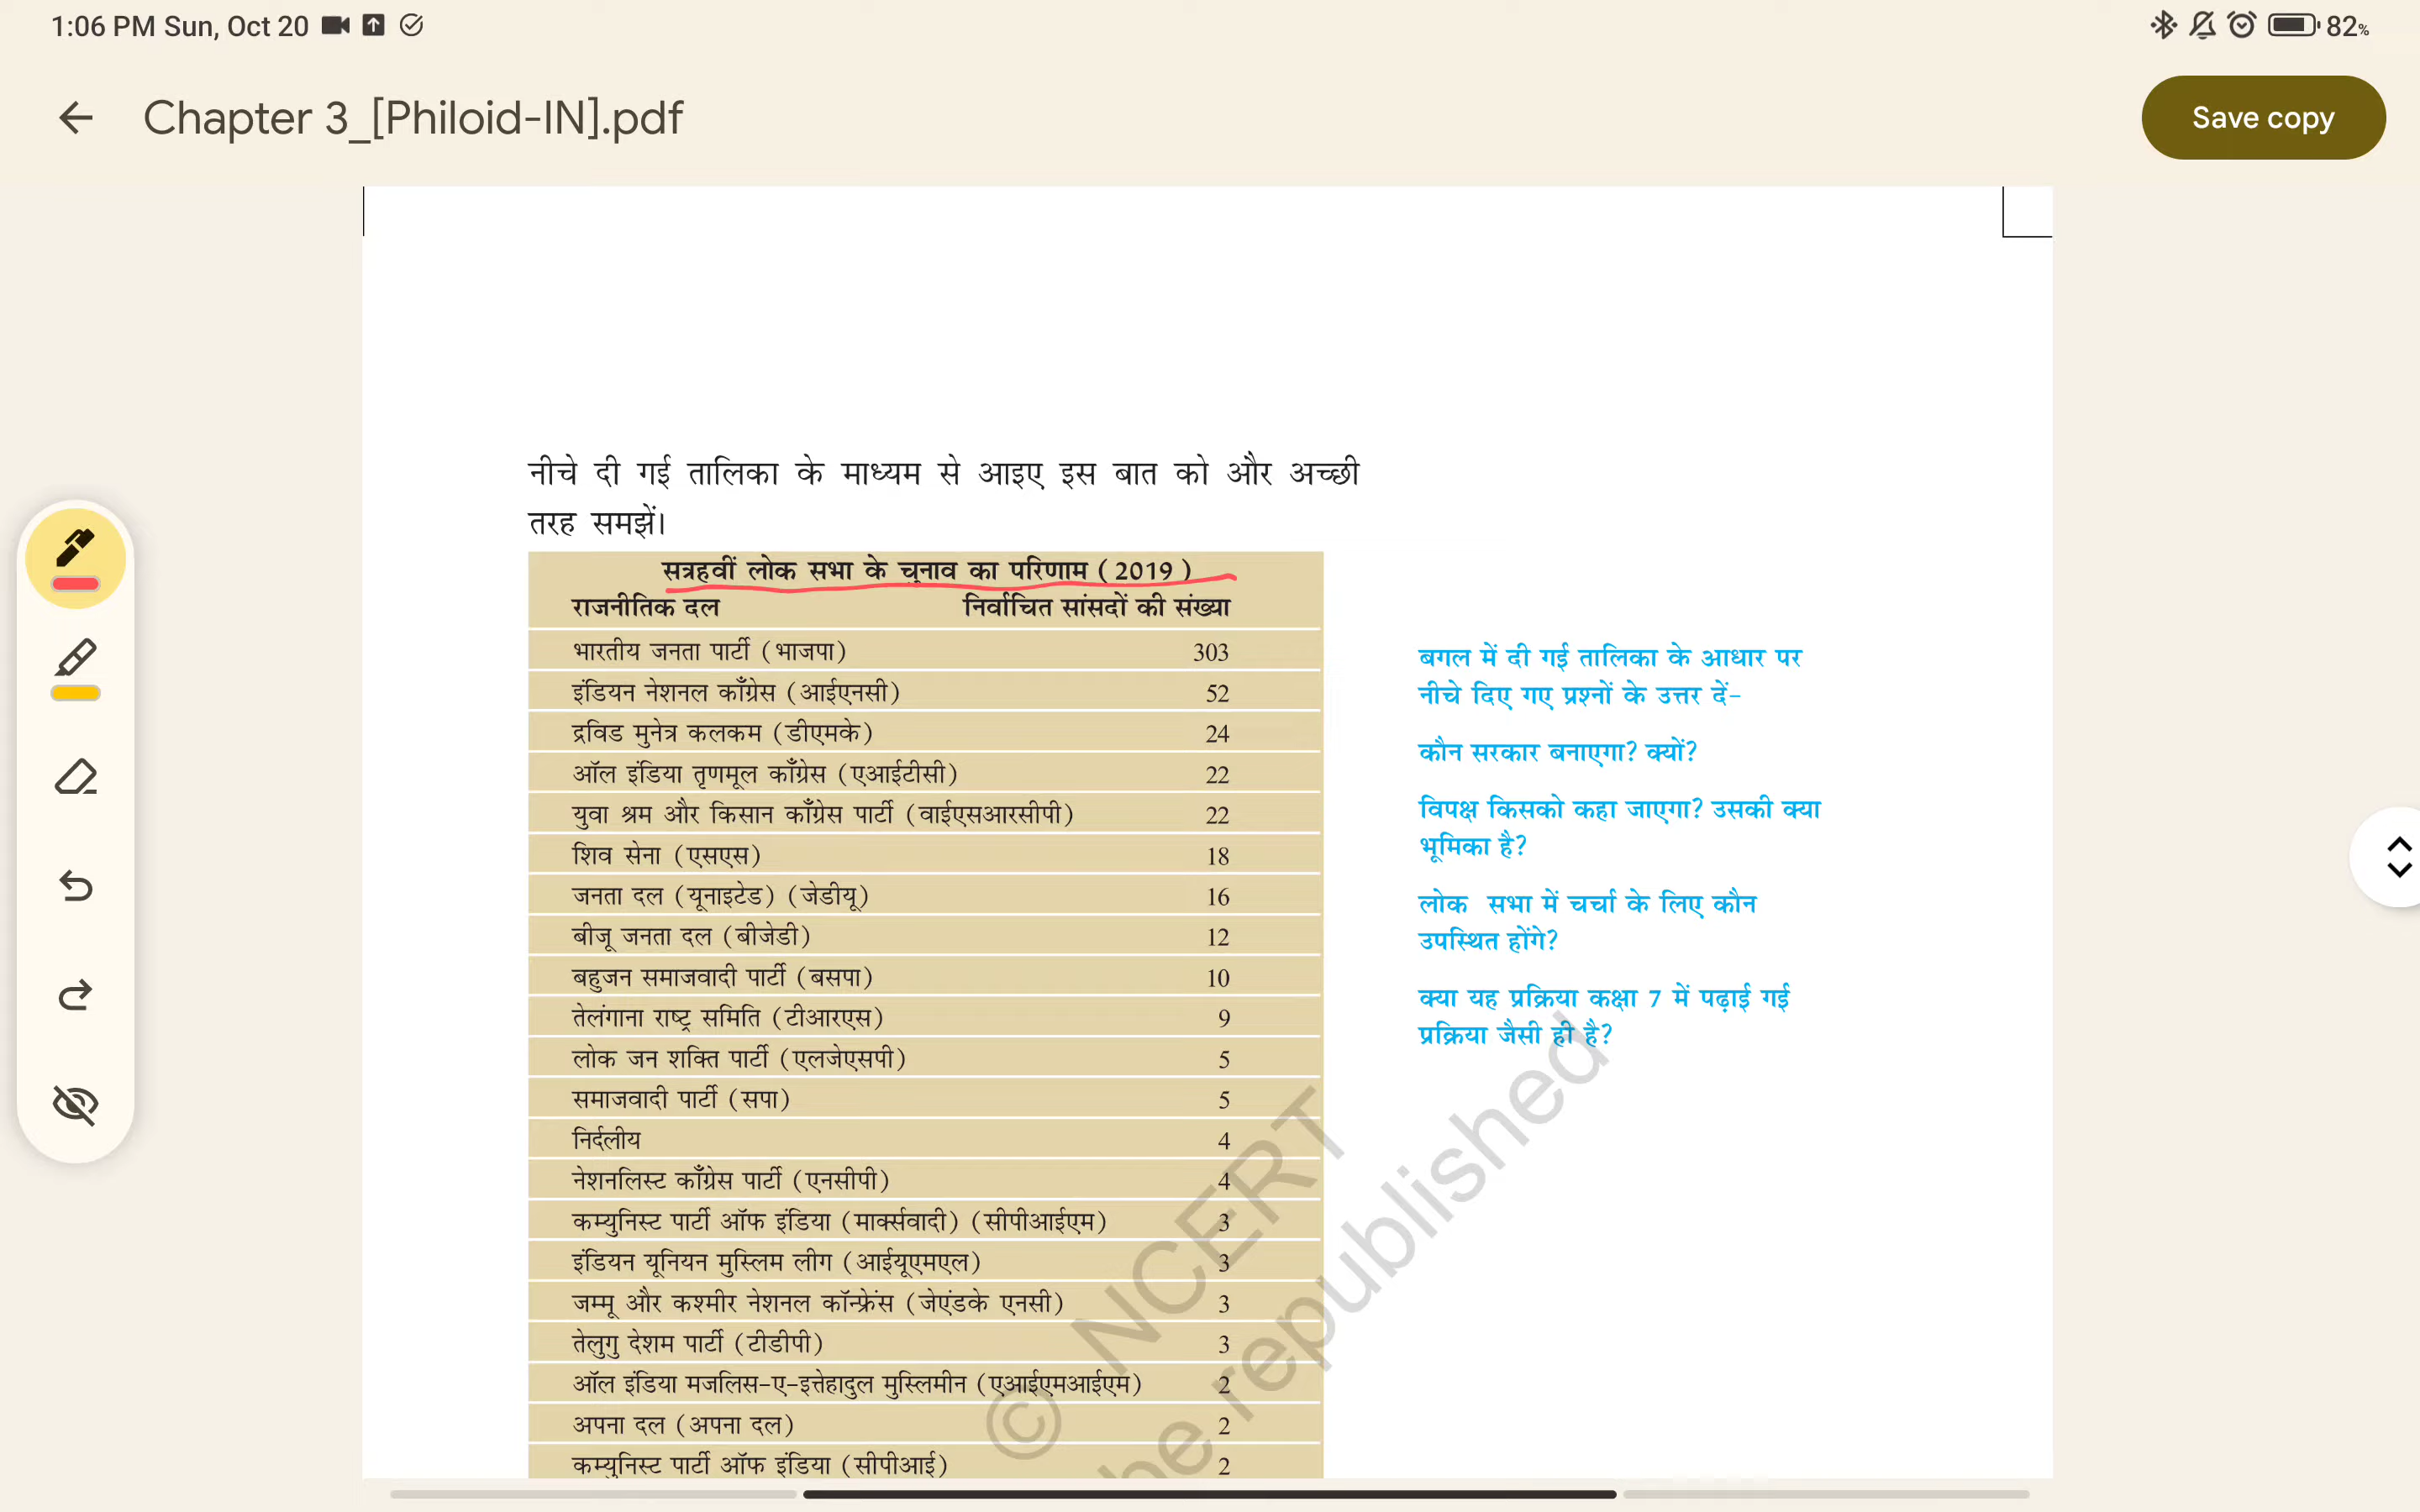 1:06 PM Sun, Oct 20
82%
Chapter 3_[Philoid-IN].pdf
Save copy
नीचे दी गई तालिका के माध्यम से आइए इस बात को और अच्छी
तरह समझें।
सत्रहवीं लोक सभा के चुनाव का परिणाम (2019)
राजनीतिक दल निर्वाचित सांसदों की संख्या
भारतीय जनता पार्टी (भाजपा) 303
इंडियन नेशनल काँग्रेस (आईएनसी) 52
द्रविड मुनेत्र कलकम (डीएमके) 24
ऑल इंडिया तृणमूल काँग्रेस (एआईटीसी) 22
युवा श्रम और किसान काँग्रेस पार्टी (वाईएसआरसीपी) 22
शिव सेना (एसएस) 18
जनता दल (यूनाइटेड) (जेडीयू) 16
बीजू जनता दल (बीजेडी) 12
बहुजन समाजवादी पार्टी (बसपा) 10
तेलंगाना राष्ट्र समिति (टीआरएस) 9
लोक जन शक्ति पार्टी (एलजेएसपी) 5
समाजवादी पार्टी (सपा) 5
निर्दलीय 4
नेशनलिस्ट काँग्रेस पार्टी (एनसीपी) 4
कम्युनिस्ट पार्टी ऑफ इंडिया (मार्क्सवादी) (सीपीआईएम) 3
इंडियन यूनियन मुस्लिम लीग (आईयूएमएल) 3
जम्मू और कश्मीर नेशनल कॉन्फ्रेंस (जेएंडके एनसी) 3
तेलुगु देशम पार्टी (टीडीपी) 3
ऑल इंडिया मजलिस-ए-इत्तेहादुल मुस्लिमीन (एआईएमआईएम) 2
अपना दल (अपना दल) 2
कम्युनिस्ट पार्टी ऑफ इंडिया (सीपीआई) 2
बगल में दी गई तालिका के आधार पर
नीचे दिए गए प्रश्नों के उत्तर दें-
कौन सरकार बनाएगा? क्यों?
विपक्ष किसको कहा जाएगा? उसकी क्या
भूमिका है?
लोक सभा में चर्चा के लिए कौन
उपस्थित होंगे?
क्या यह प्रक्रिया कक्षा 7 में पढ़ाई गई
प्रक्रिया जैसी ही है?
© NCERT
be republished